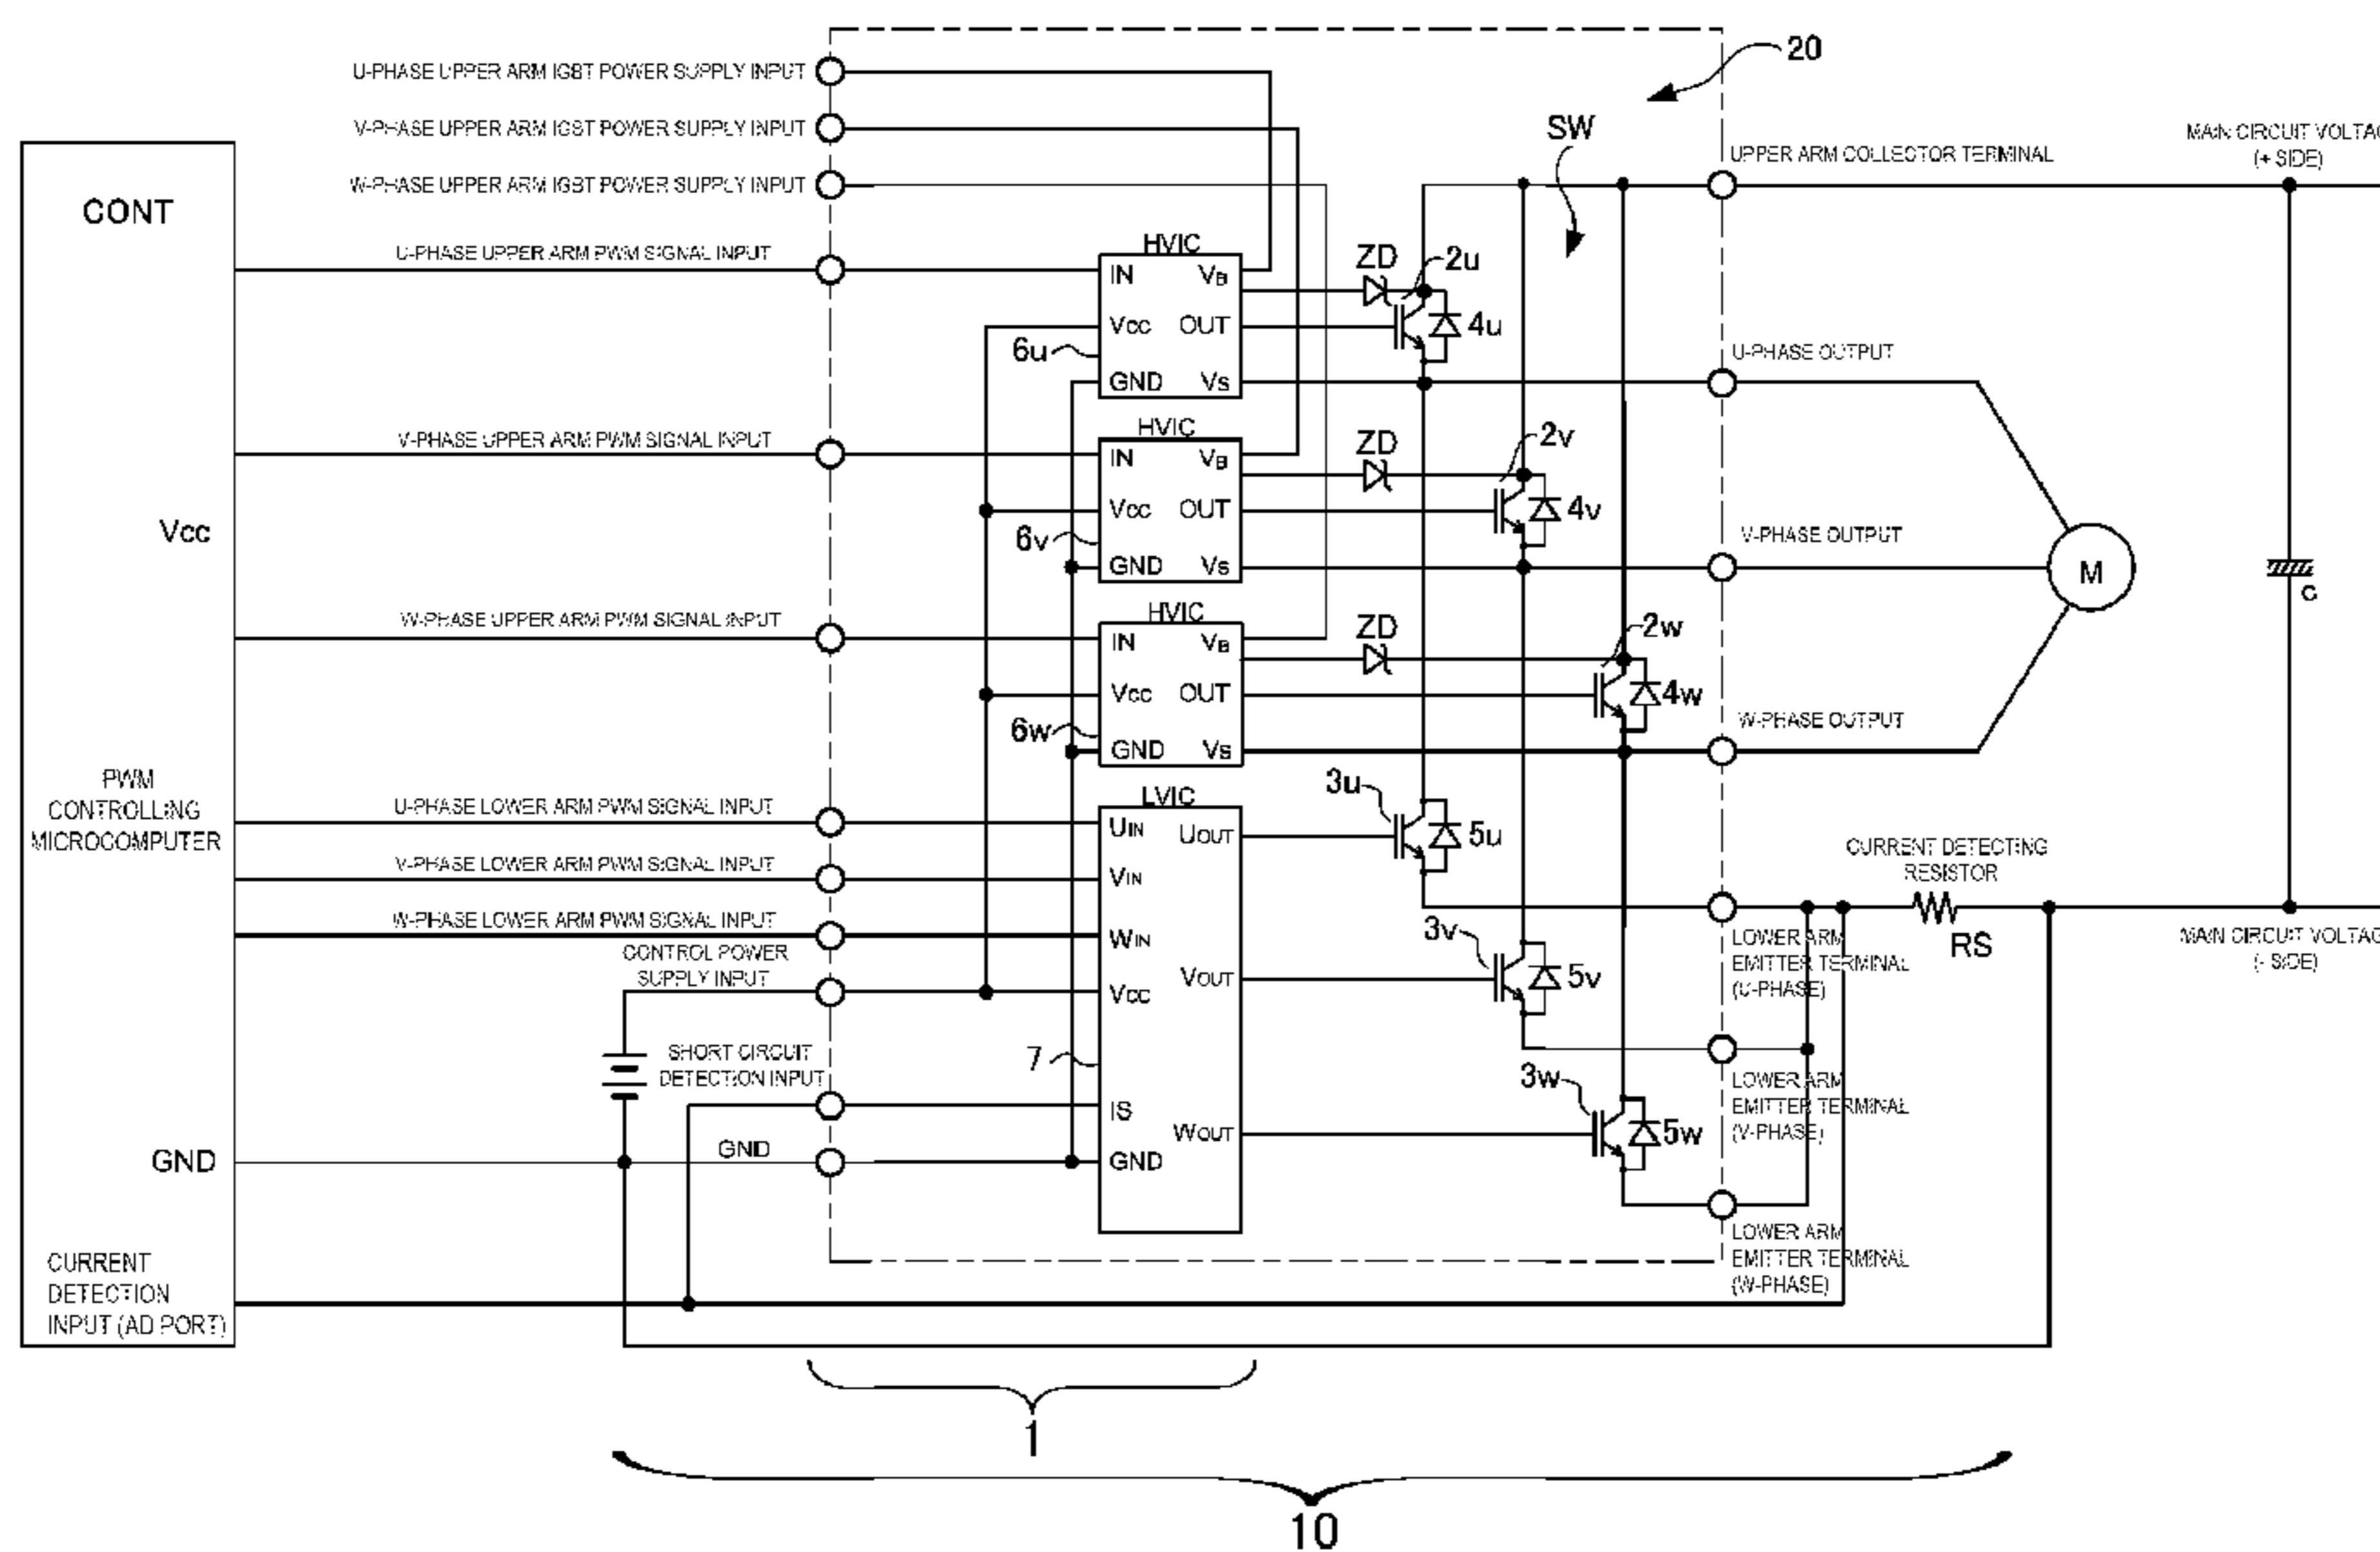 20
U-PHASE UPPER ARM IGBT POWER SUPPLY INPUT
V-PHASE UPPER ARM IGBT POWER SUPPLY INPUT
W-PHASE UPPER ARM IGBT POWER SUPPLY INPUT
SW
UPPER ARM COLLECTOR TERMINAL
MAIN CIRCUIT
(+ SIDE)
CONT
U-PHASE UPPER ARM PWM SIGNAL INPUT
HVIC
IN VB
VCC OUT
GND VS
6u
ZD
2u
4u
U-PHASE OUTPUT
V-PHASE UPPER ARM PWM SIGNAL INPUT
HVIC
IN VB
VCC OUT
GND VS
6v
ZD
2v
4v
V-PHASE OUTPUT
Vcc
M
C
W-PHASE UPPER ARM PWM SIGNAL INPUT
HVIC
IN VB
VCC OUT
GND VS
6w
ZD
2w
4w
W-PHASE OUTPUT
PWM
CONTROLLING
MICROCOMPUTER
U-PHASE LOWER ARM PWM SIGNAL INPUT
V-PHASE LOWER ARM PWM SIGNAL INPUT
W-PHASE LOWER ARM PWM SIGNAL INPUT
CONTROL POWER
SUPPLY INPUT
SHORT CIRCUIT
DETECTION INPUT
GND
GND
LVIC
UIN UOUT
VIN
WIN
VCC VOUT
7
IS
WOUT
GND
3u
5u
3v
5v
3w
5w
CURRENT DETECTING
RESISTOR
RS
LOWER ARM
EMITTER TERMINAL
(U-PHASE)
MAIN CIRCUIT
(- SIDE)
LOWER ARM
EMITTER TERMINAL
(V-PHASE)
LOWER ARM
EMITTER TERMINAL
(W-PHASE)
CURRENT
DETECTION
INPUT (AD PORT)
1
10